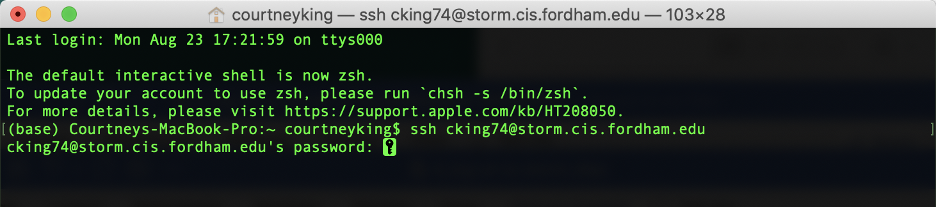 courtneyking — ssh cking74@storm.cis.fordham.edu — 103×28
Last login: Mon Aug 23 17:21:59 on ttys000
The default interactive shell is now zsh.
To update your account to use zsh, please run `chsh -s /bin/zsh`.
For more details, please visit https://support.apple.com/kb/HT208050.
[(base) Courtneys-MacBook-Pro:~ courtneyking$ ssh cking74@storm.cis.fordham.edu ]
cking74@storm.cis.fordham.edu's password: